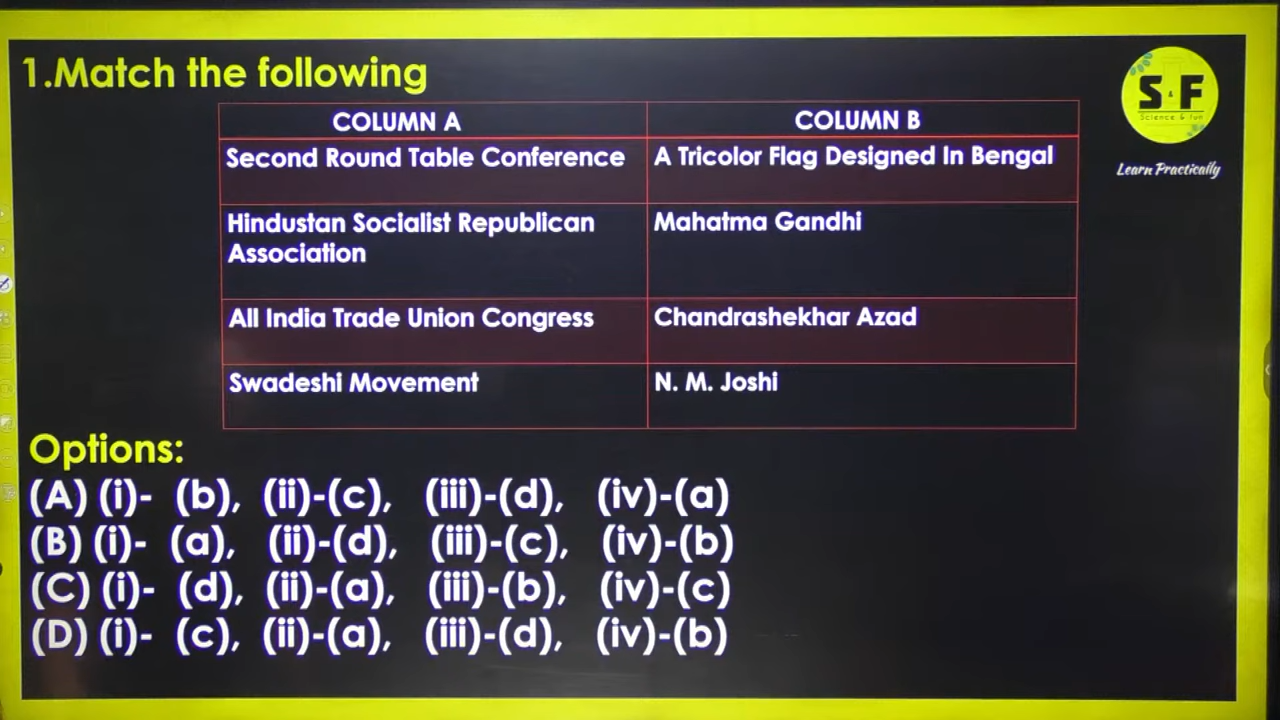 1.Match the following
COLUMN A
COLUMN B
Second Round Table Conference
A Tricolor Flag Designed In Bengal
Hindustan Socialist Republican
Association
Mahatma Gandhi
All India Trade Union Congress
Chandrashekhar Azad
Swadeshi Movement
N. M. Joshi
Options:
(A) (i)- (b), (ii)-(c), (iii)-(d), (iv)-(a)
(B) (i)- (a), (ii)-(d), (iii)-(c), (iv)-(b)
(C) (i)- (d), (ii)-(a), (iii)-(b), (iv)-(c)
(D) (i)- (c), (ii)-(a), (iii)-(d), (iv)-(b)
S & F
Science & fun
Learn Practically